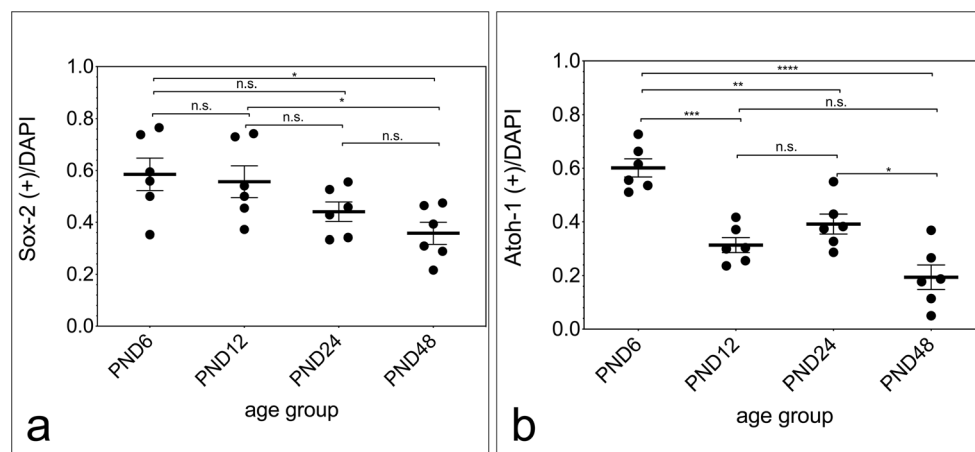 *
n.s.
*
n.s.
n.s.
n.s.
1.0
0.8
0.6
0.4
0.2
0.0
Sox-2 (+)/DAPI
PND6
PND12
PND24
PND48
age group
a
****
**
n.s.
***
n.s.
*
1.0
0.8
0.6
0.4
0.2
0.0
Atoh-1 (+)/DAPI
PND6
PND12
PND24
PND48
age group
b